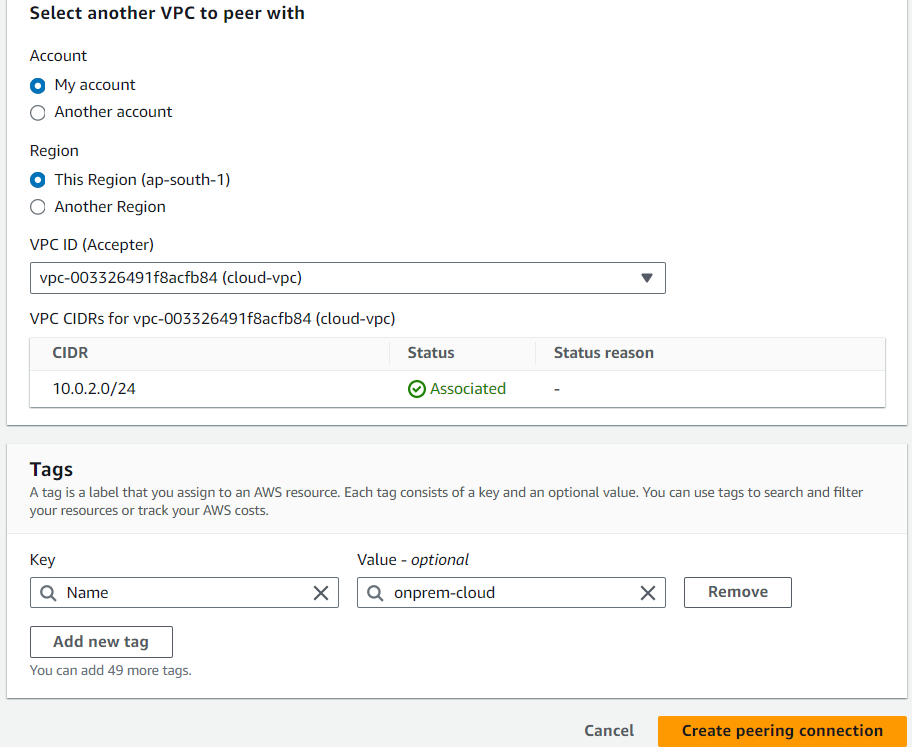 Select another VPC to peer with
Account
My account
Another account
Region
This Region (ap-south-1)
Another Region
VPC ID (Accepter)
vpc-003326491f8acfb84 (cloud-vpc)
VPC CIDRs for vpc-003326491f8acfb84 (cloud-vpc)
CIDR Status Status reason
10.0.2.0/24 Associated -
Tags
A tag is a label that you assign to an AWS resource. Each tag consists of a key and an optional value. You can use tags to search and filter
your resources or track your AWS costs.
Key Value - optional
Name onprem-cloud Remove
Add new tag
You can add 49 more tags.
Cancel Create peering connection